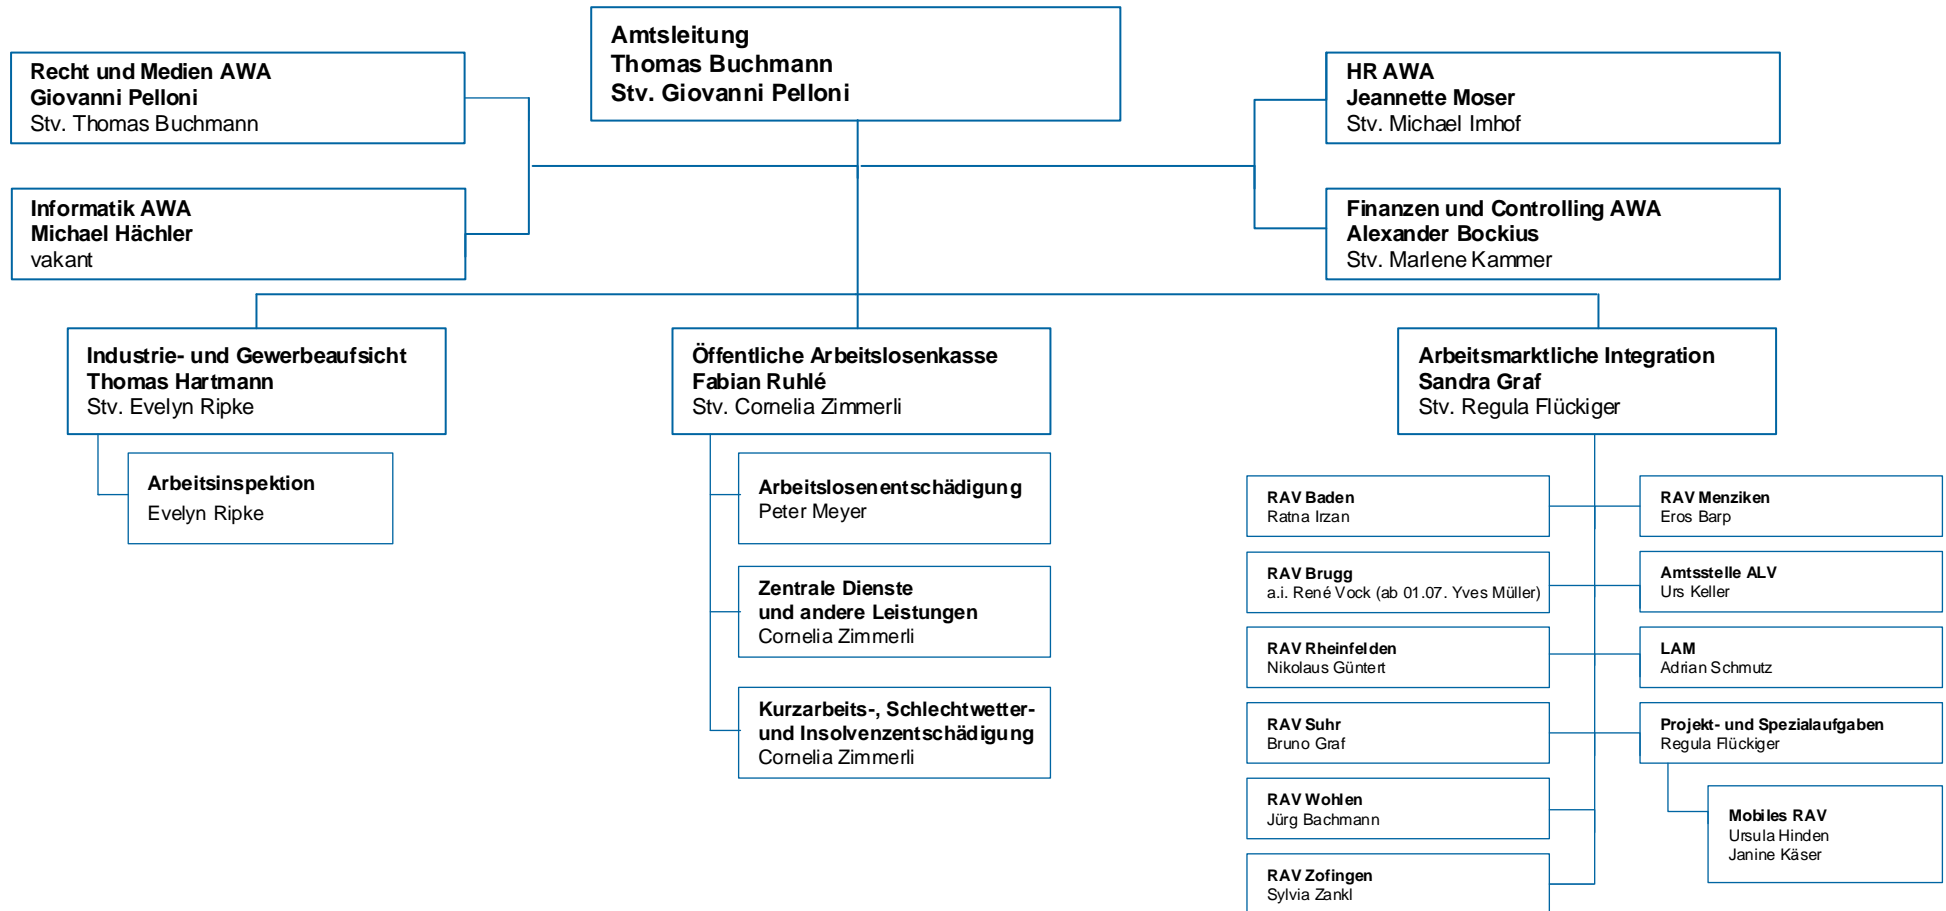 Amtsleitung
Thomas Buchmann
Stv. Giovanni Pelloni
Recht und Medien AWA
Giovanni Pelloni
Stv. Thomas Buchmann
HR AWA
Jeannette Moser
Stv. Michael Imhof
Informatik AWA
Michael Hächler
vakant
Finanzen und Controlling AWA
Alexander Bockius
Stv. Marlene Kammer
Industrie- und Gewerbeaufsicht
Thomas Hartmann
Stv. Evelyn Ripke
Öffentliche Arbeitslosenkasse
Fabian Ruhlé
Stv. Cornelia Zimmerli
Arbeitsmarktliche Integration
Sandra Graf
Stv. Regula Flückiger
Arbeitsinspektion
Evelyn Ripke
Arbeitslosenentschädigung
Peter Meyer
Zentrale Dienste
und andere Leistungen
Cornelia Zimmerli
Kurzarbeits-, Schlechtwetter-
und Insolvenzentschädigung
Cornelia Zimmerli
RAV Baden
Ratna Irzan
RAV Brugg
a.i. René Vock (ab 01.07. Yves Müller)
RAV Rheinfelden
Nikolaus Güntert
RAV Suhr
Bruno Graf
RAV Wohlen
Jürg Bachmann
RAV Zofingen
Sylvia Zankl
RAV Menziken
Eros Barp
Amtsstelle ALV
Urs Keller
LAM
Adrian Schmutz
Projekt- und Spezialaufgaben
Regula Flückiger
Mobiles RAV
Ursula Hinden
Janine Käser